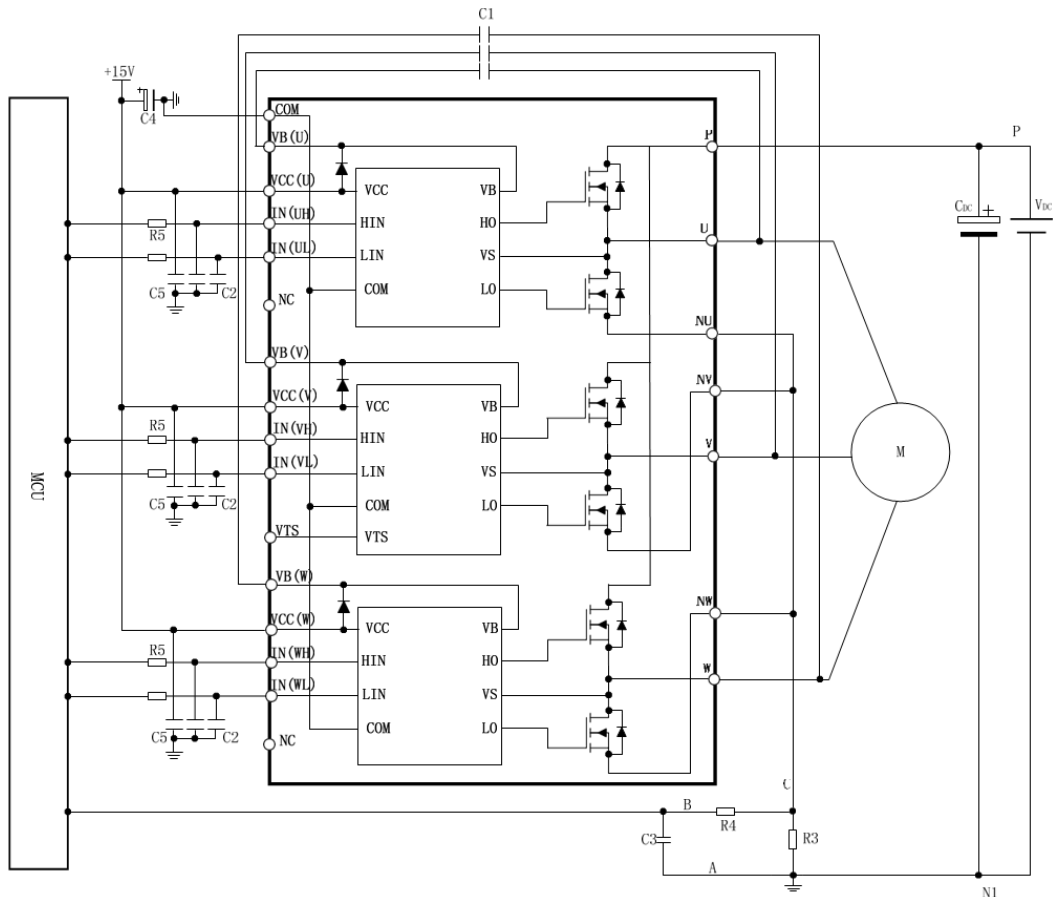 C1
+15V
+
C4
COM
VB(U)
P
P
VCC(U)
VCC
VB
IN(UH)
HIN
HO
CDC
+
VDC
R5
IN(UL)
LIN
VS
U
C5
C2
NC
COM
LO
NU
VB(V)
NV
VCC(V)
VCC
VB
R5
IN(VH)
HIN
HO
V
M
IN(VL)
LIN
VS
MCU
C5
C2
COM
LO
VTS
VTS
VB(W)
NW
VCC(W)
VCC
VB
R5
IN(WH)
HIN
HO
W
IN(WL)
LIN
VS
C5
C2
NC
COM
LO
C
B
R4
C3
R3
A
N1